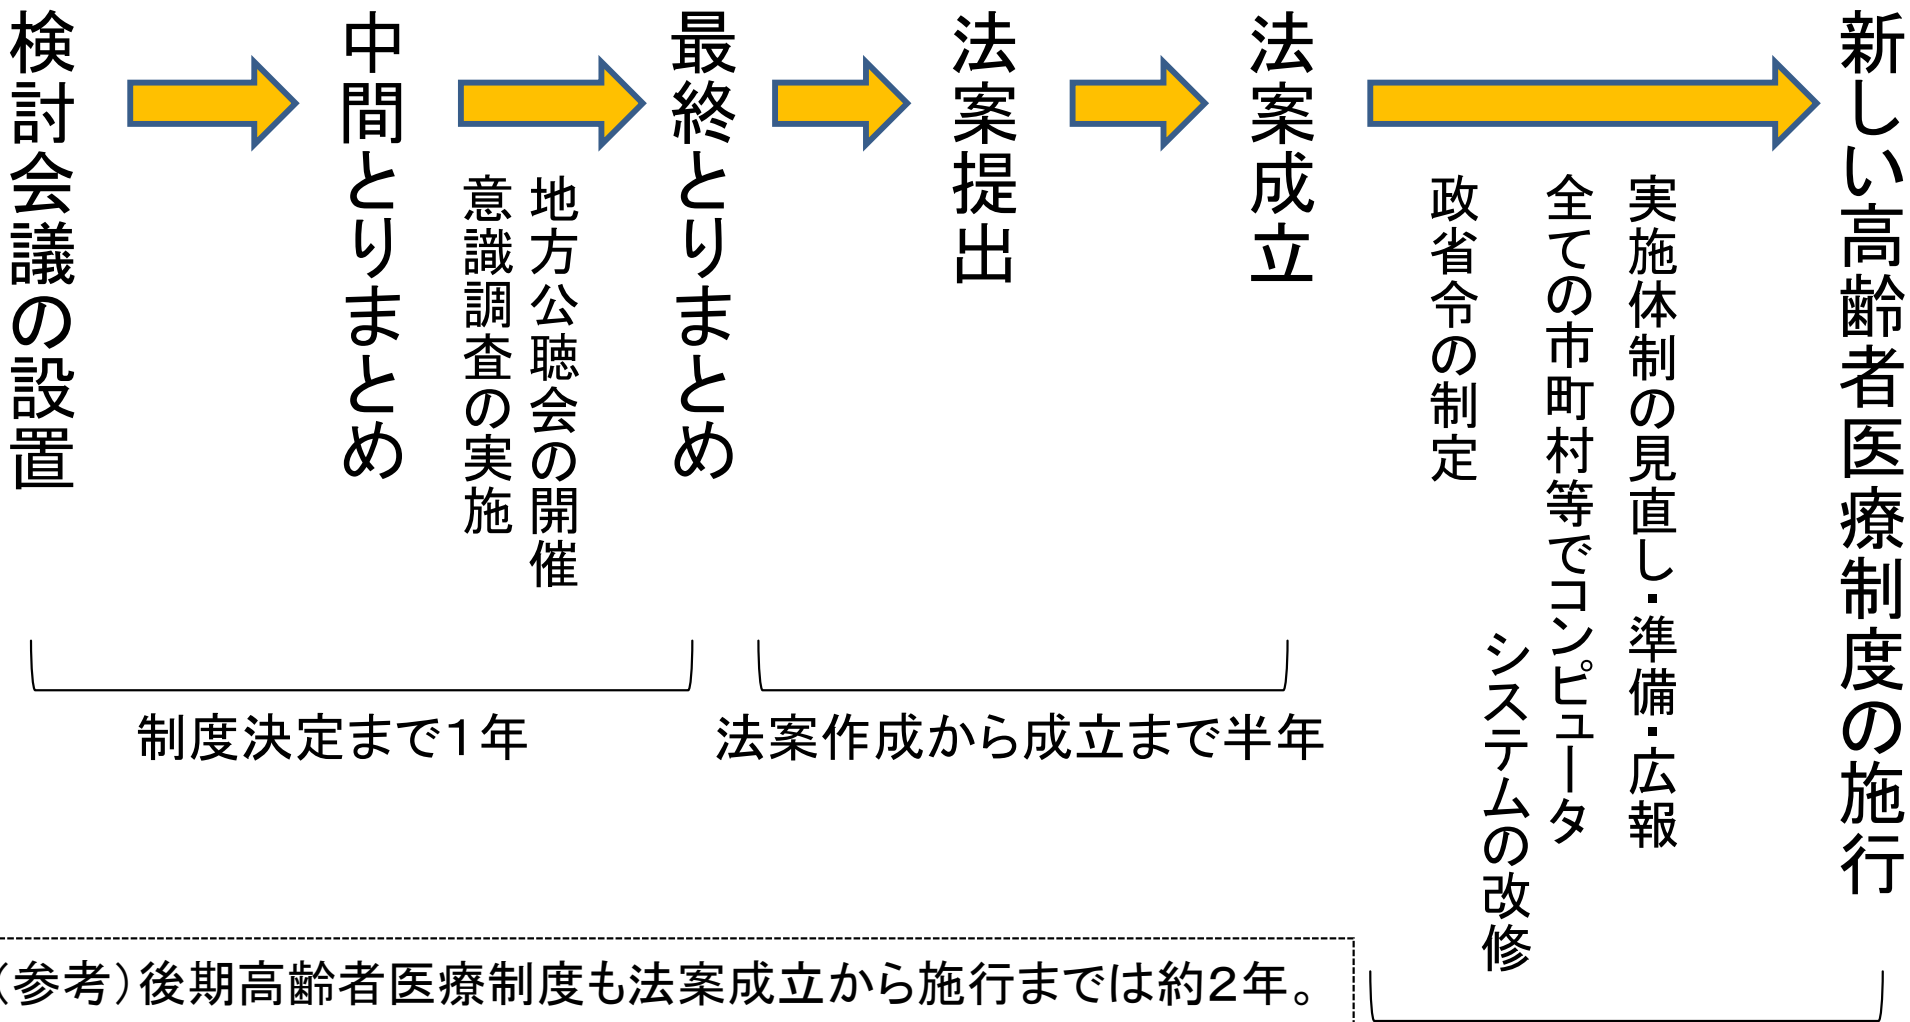 検討会議の設置
中間とりまとめ
地方公聴会の開催
意識調査の実施
最終とりまとめ
法案提出
法案成立
政省令の制定
全ての市町村等でコンピュータ
システムの改修
実施体制の見直し・準備・広報
新しい高齢者医療制度の施行
制度決定まで1年
法案作成から成立まで半年
(参考)後期高齢者医療制度も法案成立から施行までは約2年。